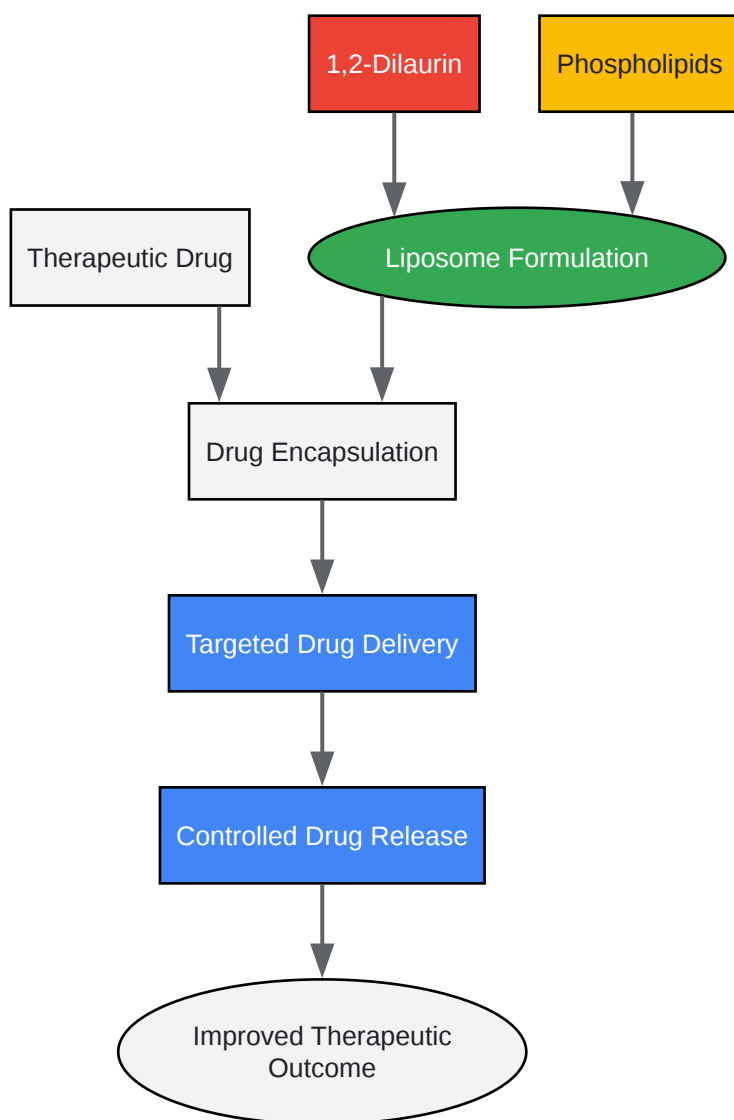 1,2-Dilaurin
Phospholipids
Therapeutic Drug
Liposome Formulation
Drug Encapsulation
Targeted Drug Delivery
Controlled Drug Release
Improved Therapeutic
Outcome